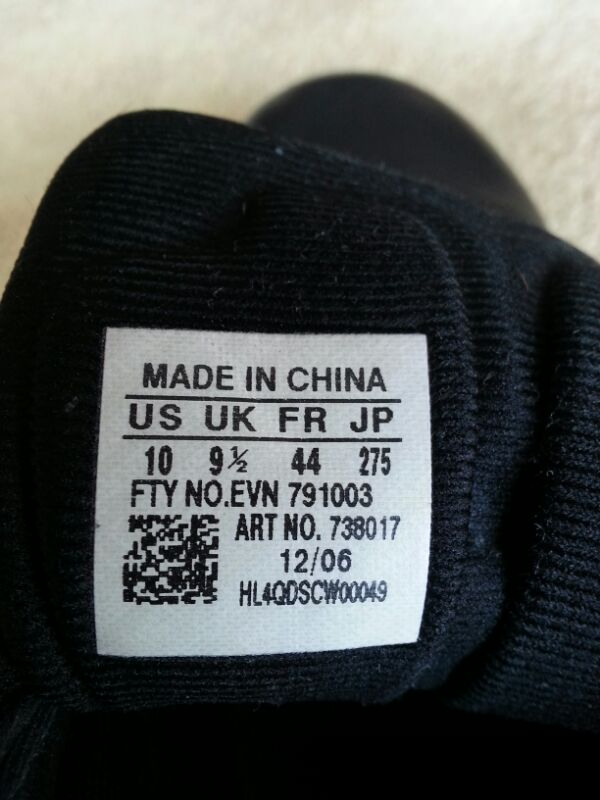 MADE IN CHINA
US UK FR JP
10 9½ 44 275
FTY NO.EVN 791003
ART NO. 738017
12/06
HL4QDSCW00049